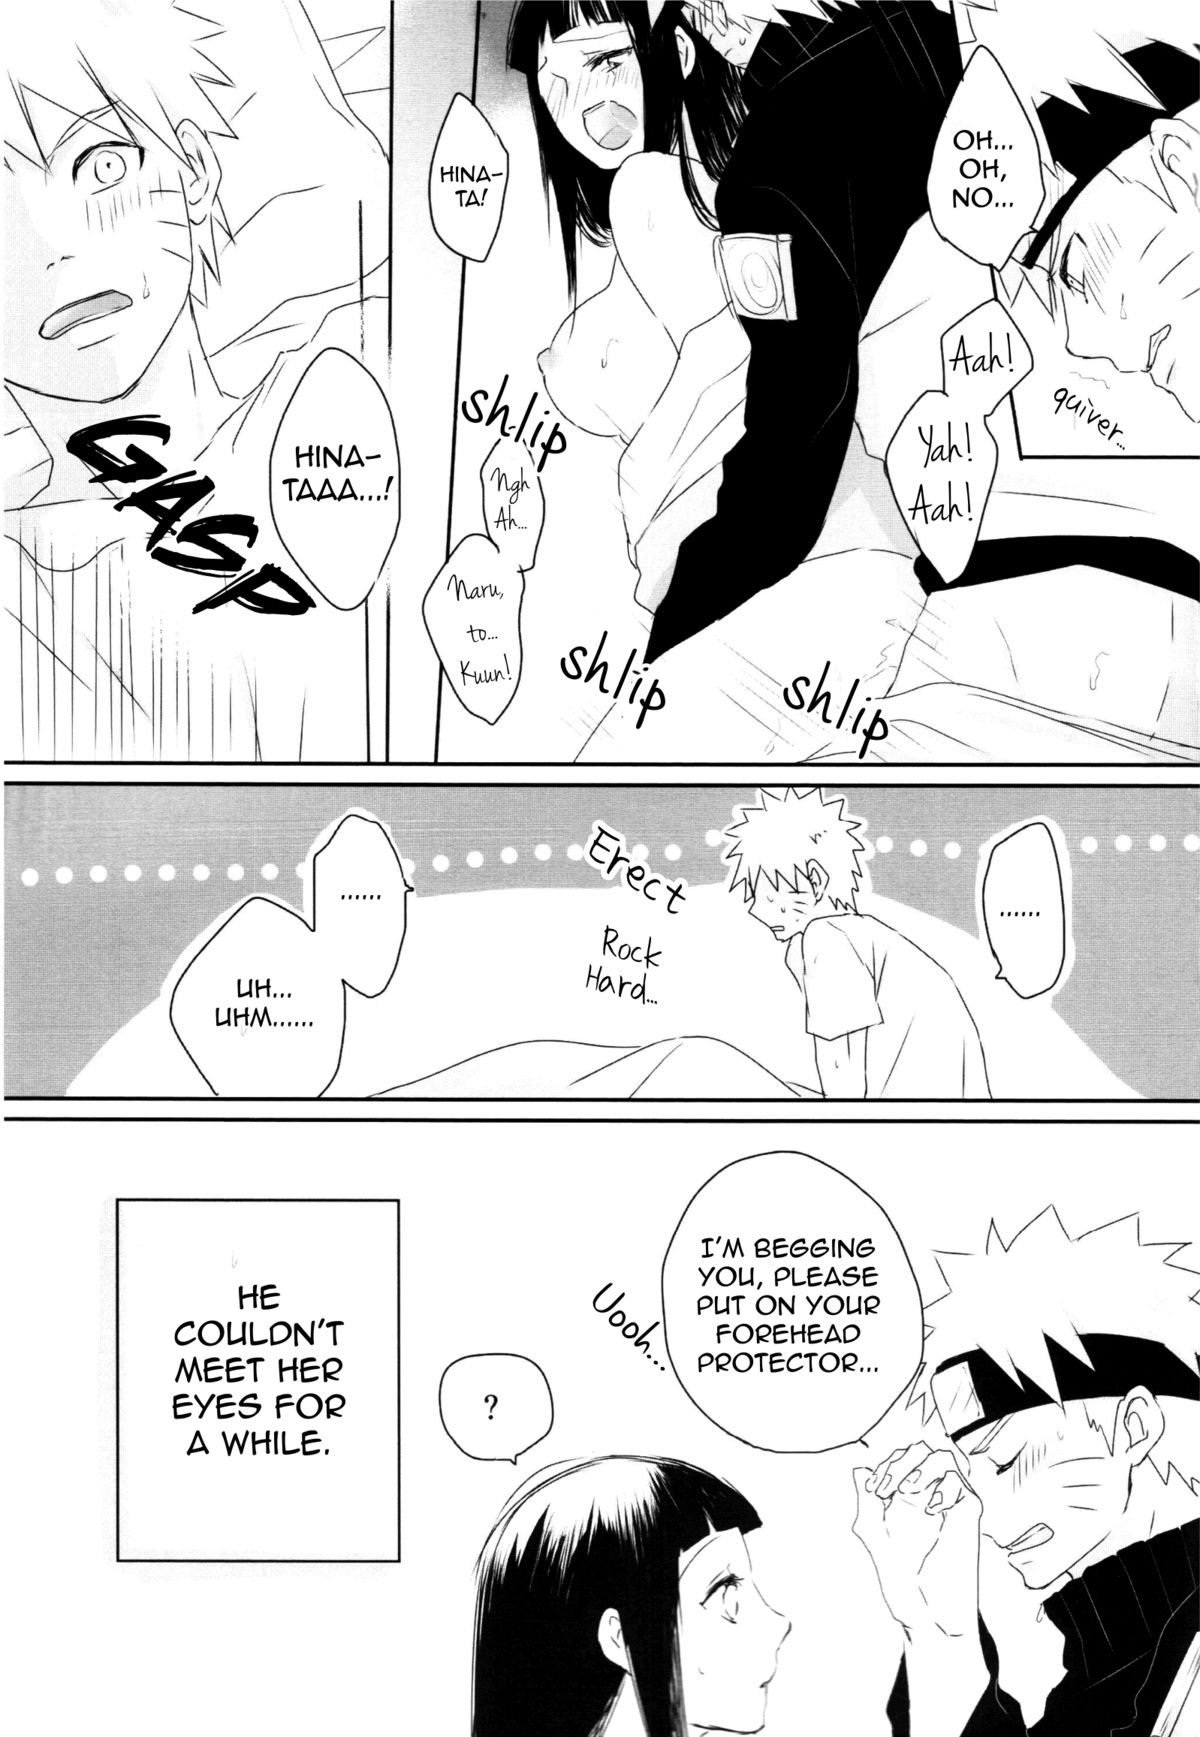 OH...
OH,
NO...
quiver...
Aah!
Yah!
Aah!
HINA-
TA!
shlip
Ngh
Ah...
Naru,
to...
Kuun!
shlip
shlip
HINA-
TAAA...!
GASP
......
Erect
Rock
Hard...
......
UH...
UHM......
I'M BEGGING
YOU, PLEASE
PUT ON YOUR
FOREHEAD
PROTECTOR...
Uooh...
?
HE
COULDN'T
MEET HER
EYES FOR
A WHILE.